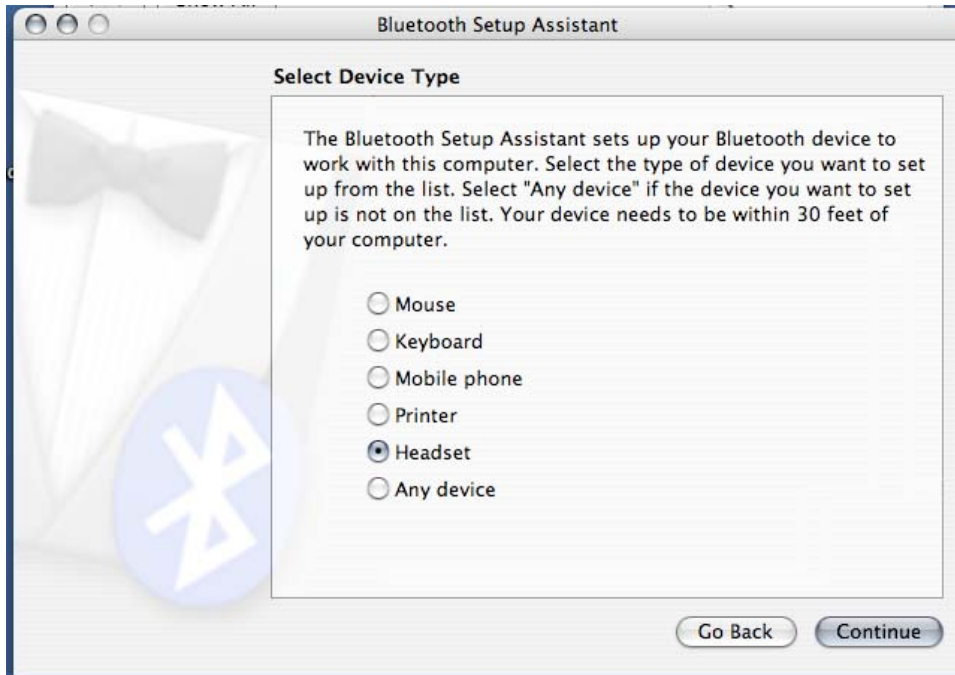 Bluetooth Setup Assistant
Select Device Type
The Bluetooth Setup Assistant sets up your Bluetooth device to
work with this computer. Select the type of device you want to set
up from the list. Select "Any device" if the device you want to set
up is not on the list. Your device needs to be within 30 feet of
your computer.
Mouse
Keyboard
Mobile phone
Printer
Headset
Any device
Go Back
Continue